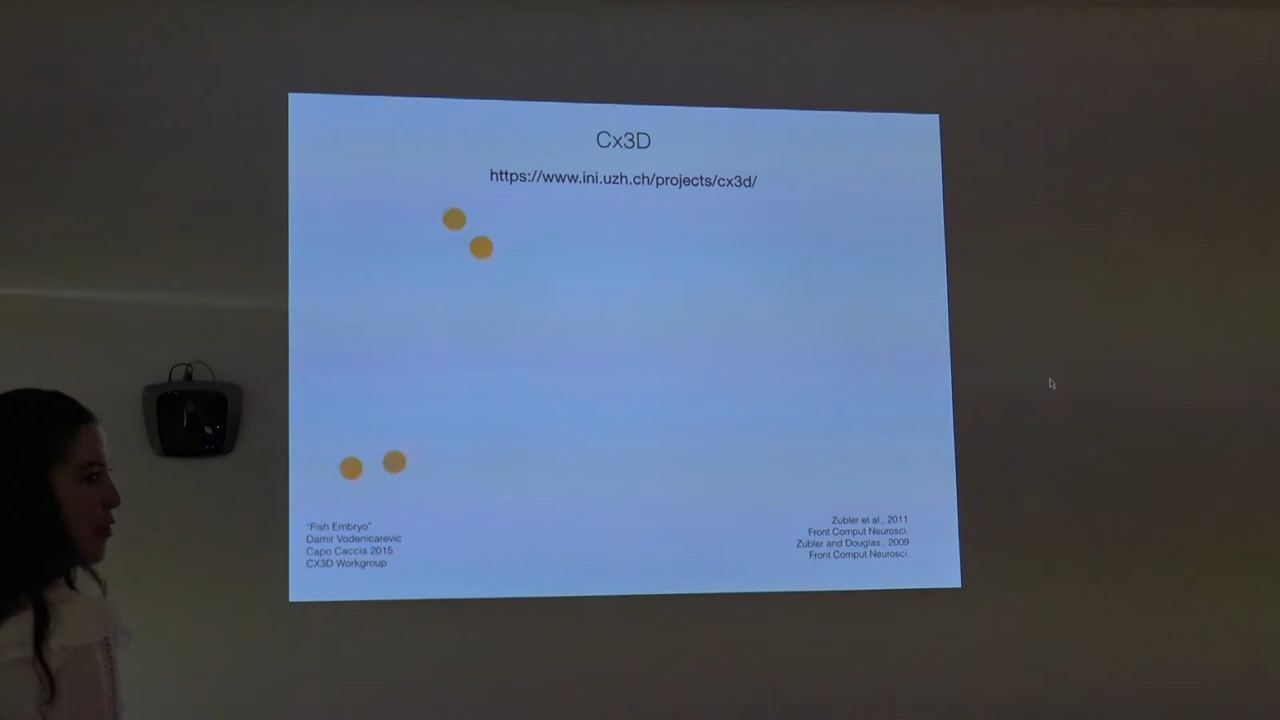 Cx3D
https://www.ini.uzh.ch/projects/cx3d/
"Fish Embryo"
Damir Vodenicarevic
Capo Caccia 2015
CX3D Workgroup
Zubler et al., 2011
Front Comput Neurosci
Zubler and Douglas., 2009
Front Comput Neurosci